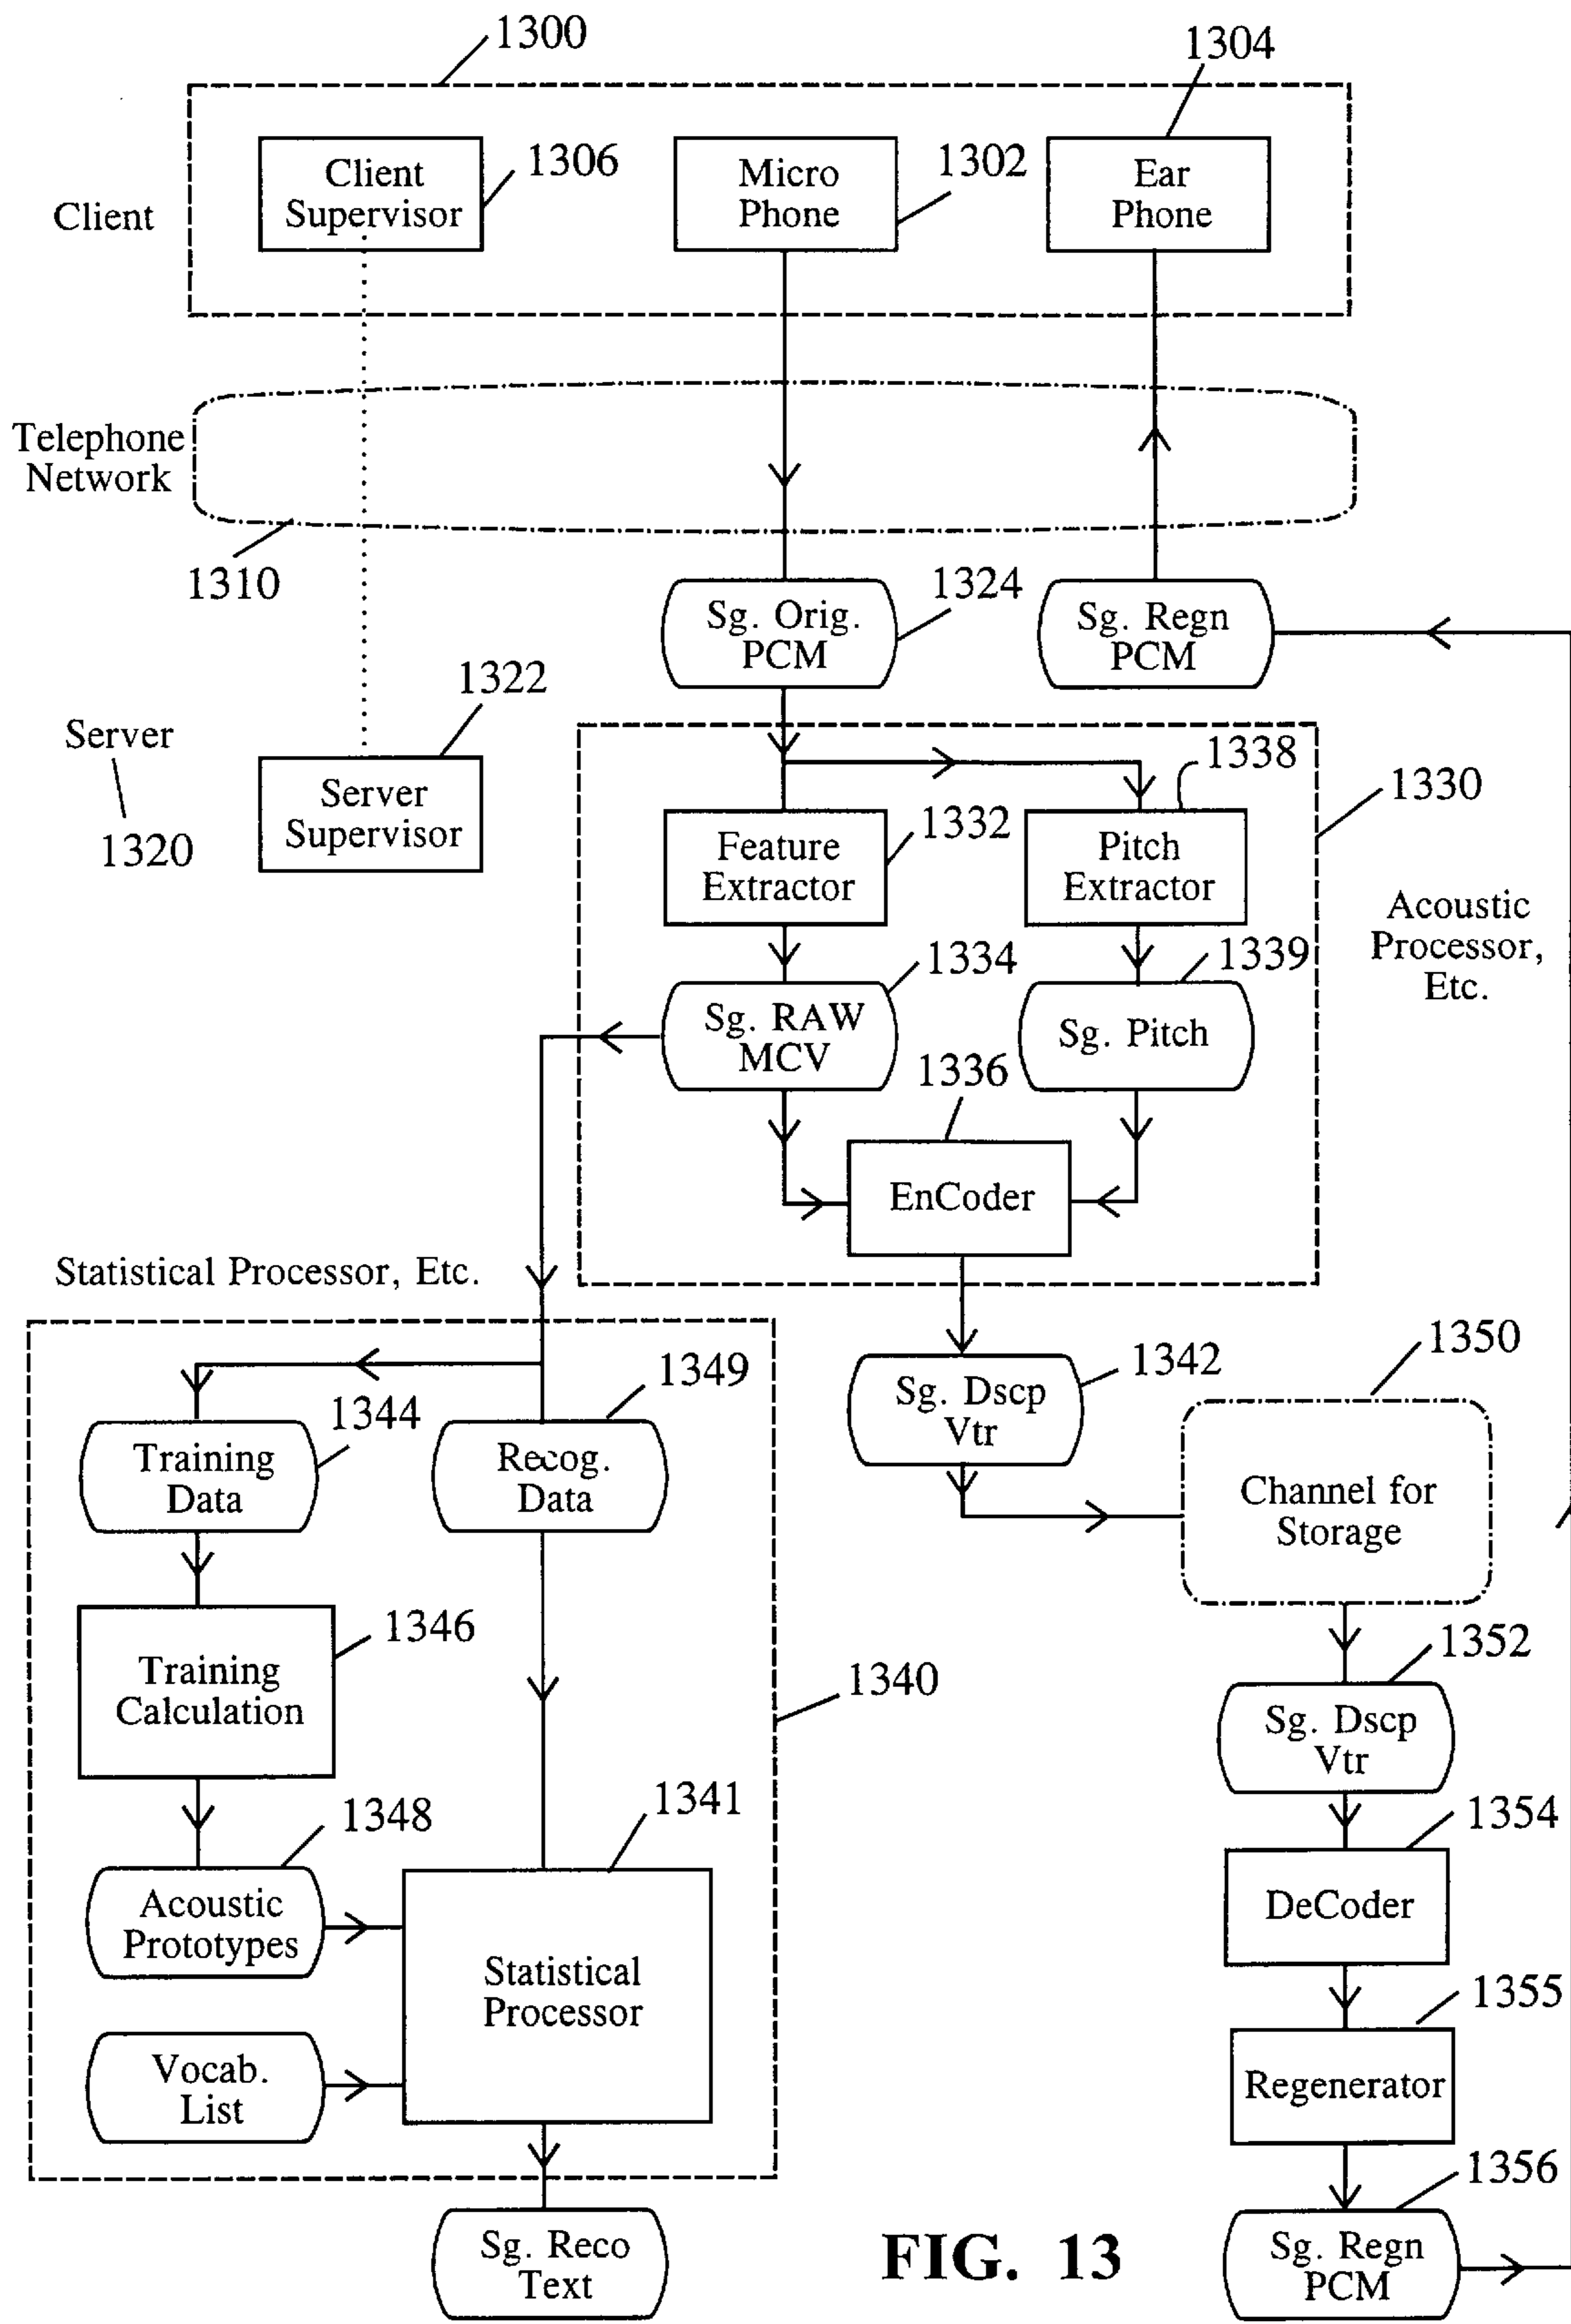 1300
1304
Client
Supervisor
1306
Micro
Phone
1302
Ear
Phone
Client
Telephone
Network
1310
Sg. Orig.
PCM
1324
Sg. Regn
PCM
1322
Server
1320
Server
Supervisor
1338
1330
Feature
Extractor
1332
Pitch
Extractor
Acoustic
Processor,
Etc.
1334
1339
Sg. RAW
MCV
Sg. Pitch
1336
EnCoder
Statistical Processor, Etc.
1342
Sg. Dscp
Vtr
1350
Channel for
Storage
1349
1344
Training
Data
Recog.
Data
1346
Training
Calculation
1340
1352
Sg. Dscp
Vtr
1348
1341
1354
Acoustic
Prototypes
DeCoder
Statistical
Processor
1355
Vocab.
List
Regenerator
1356
Sg. Reco
Text
FIG. 13
Sg. Regn
PCM